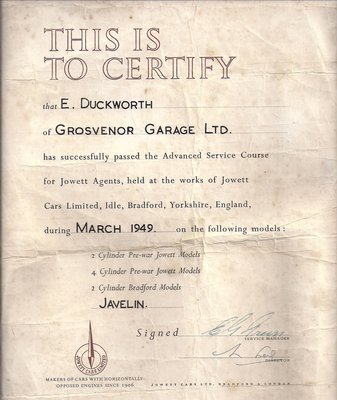 THIS IS
TO CERTIFY
that E. DUCKWORTH
of GROSVENOR GARAGE LTD.
has successfully passed the Advanced Service Course
for Jowett Agents, held at the works of Jowett
Cars Limited, Idle, Bradford, Yorkshire, England,
during MARCH 1949. on the following models:
2 Cylinder Pre-war Jowett Models
4 Cylinder Pre-war Jowett Models
2 Cylinder Bradford Models
JAVELIN.
Signed
SERVICE MANAGER
DIRECTOR
JOWETT CARS LIMITED
MAKERS OF CARS WITH HORIZONTALLY-
OPPOSED ENGINES SINCE 1906
JOWETT CARS LTD. BRADFORD & LONDON